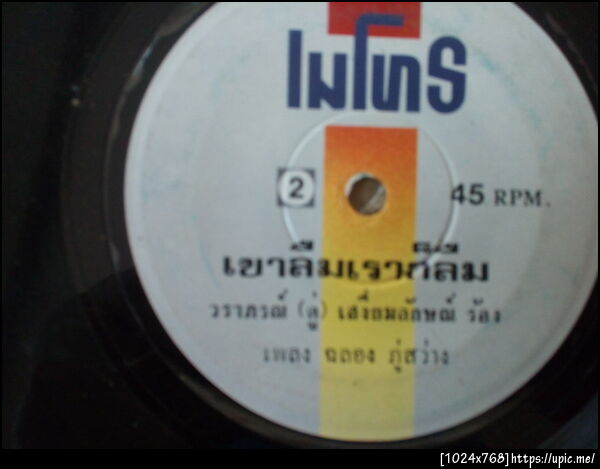 เมโทร
2
45 RPM.
เขาลืมเราก็ลืม
วราภรณ์ (ตู่) เสงี่ยมลักษณ์ ร้อง
เพลง ฉลอง ภู่สว่าง
[1024x768]https://upic.me/